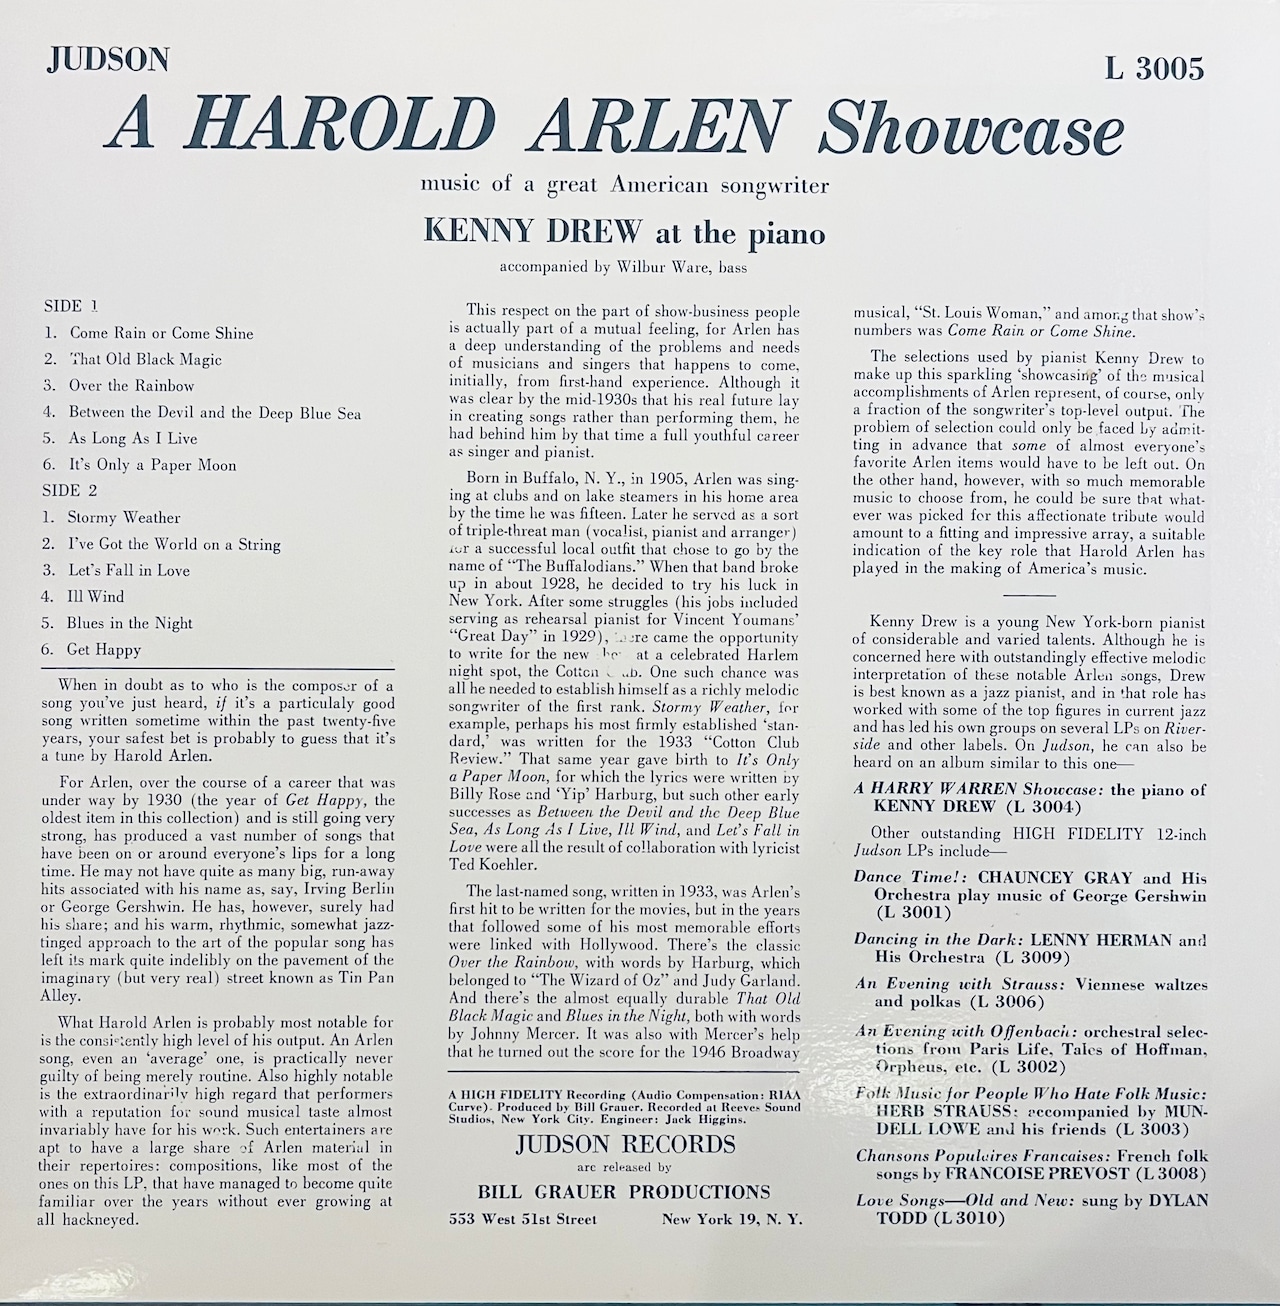 JUDSON
L 3005
A HAROLD ARLEN Showcase
music of a great American songwriter
KENNY DREW at the piano
accompanied by Wilbur Ware, bass
SIDE 1
1. Come Rain or Come Shine
2. That Old Black Magic
3. Over the Rainbow
4. Between the Devil and the Deep Blue Sea
5. As Long As I Live
6. It's Only a Paper Moon
SIDE 2
1. Stormy Weather
2. I've Got the World on a String
3. Let's Fall in Love
4. Ill Wind
5. Blues in the Night
6. Get Happy
When in doubt as to who is the composer of a
song you've just heard, if it's a particulaly good
song written sometime within the past twenty-five
years, your safest bet is probably to guess that it's
a tune by Harold Arlen.
For Arlen, over the course of a career that was
under way by 1930 (the year of Get Happy, the
oldest item in this collection) and is still going very
strong, has produced a vast number of songs that
have been on or around everyone's lips for a long
time. He may not have quite as many big, run-away
hits associated with his name as, say, Irving Berlin
or George Gershwin. He has, however, surely had
his share; and his warm, rhythmic, somewhat jazz-
tinged approach to the art of the popular song has
left its mark quite indelibly on the pavement of the
imaginary (but very real) street known as Tin Pan
Alley.
What Harold Arlen is probably most notable for
is the consistently high level of his output. An Arlen
song, even an 'average' one, is practically never
guilty of being merely routine. Also highly notable
is the extraordinarily high regard that performers
with a reputation for sound musical taste almost
invariably have for his work. Such entertainers are
apt to have a large share of Arlen material in
their repertoires: compositions, like most of the
ones on this LP, that have managed to become quite
familiar over the years without ever growing at
all hackneyed.
This respect on the part of show-business people
is actually part of a mutual feeling, for Arlen has
a deep understanding of the problems and needs
of musicians and singers that happens to come,
initially, from first-hand experience. Although it
was clear by the mid-1930s that his real future lay
in creating songs rather than performing them, he
had behind him by that time a full youthful career
as singer and pianist.
Born in Buffalo, N. Y., in 1905, Arlen was sing-
ing at clubs and on lake steamers in his home area
by the time he was fifteen. Later he served as a sort
of triple-threat man (vocalist, pianist and arranger)
for a successful local outfit that chose to go by the
name of "The Buffalodians." When that band broke
up in about 1928, he decided to try his luck in
New York. After some struggles (his jobs included
serving as rehearsal pianist for Vincent Youmans'
"Great Day" in 1929), there came the opportunity
to write for the new at a celebrated Harlem
night spot, the Cotton Club. One such chance was
all he needed to establish himself as a richly melodic
songwriter of the first rank. Stormy Weather, for
example, perhaps his most firmly established 'stan-
dard,' was written for the 1933 "Cotton Club
Review." That same year gave birth to It's Only
a Paper Moon, for which the lyrics were written by
Billy Rose and 'Yip' Harburg, but such other early
successes as Between the Devil and the Deep Blue
Sea, As Long As I Live, Ill Wind, and Let's Fall in
Love were all the result of collaboration with lyricist
Ted Koehler.
The last-named song, written in 1933, was Arlen's
first hit to be written for the movies, but in the years
that followed some of his most memorable efforts
were linked with Hollywood. There's the classic
Over the Rainbow, with words by Harburg, which
belonged to "The Wizard of Oz" and Judy Garland.
And there's the almost equally durable That Old
Black Magic and Blues in the Night, both with words
by Johnny Mercer. It was also with Mercer's help
that he turned out the score for the 1946 Broadway
A HIGH FIDELITY Recording (Audio Compensation: RIAA
Curve). Produced by Bill Grauer. Recorded at Reeves Sound
Studios, New York City. Engineer: Jack Higgins.
JUDSON RECORDS
are released by
BILL GRAUER PRODUCTIONS
553 West 51st Street New York 19, N. Y.
musical, "St. Louis Woman," and among that show's
numbers was Come Rain or Come Shine.
The selections used by pianist Kenny Drew to
make up this sparkling 'showcasing' of the musical
accomplishments of Arlen represent, of course, only
a fraction of the songwriter's top-level output. The
problem of selection could only be faced by admit-
ting in advance that some of almost everyone's
favorite Arlen items would have to be left out. On
the other hand, however, with so much memorable
music to choose from, he could be sure that what-
ever was picked for this affectionate tribute would
amount to a fitting and impressive array, a suitable
indication of the key role that Harold Arlen has
played in the making of America's music.
Kenny Drew is a young New York-born pianist
of considerable and varied talents. Although he is
concerned here with outstandingly effective melodic
interpretation of these notable Arlen songs, Drew
is best known as a jazz pianist, and in that role has
worked with some of the top figures in current jazz
and has led his own groups on several LPs on River-
side and other labels. On Judson, he can also be
heard on an album similar to this one—
A HARRY WARREN Showcase: the piano of
KENNY DREW (L 3004)
Other outstanding HIGH FIDELITY 12-inch
Judson LPs include—
Dance Time!: CHAUNCEY GRAY and His
Orchestra play music of George Gershwin
(L 3001)
Dancing in the Dark: LENNY HERMAN and
His Orchestra (L 3009)
An Evening with Strauss: Viennese waltzes
and polkas (L 3006)
An Evening with Offenbach: orchestral selec-
tions from Paris Life, Tales of Hoffman,
Orpheus, etc. (L 3002)
Folk Music for People Who Hate Folk Music:
HERB STRAUSS: accompanied by MUN-
DELL LOWE and his friends (L 3003)
Chansons Populaires Francaises: French folk
songs by FRANCOISE PREVOST (L 3008)
Love Songs—Old and New: sung by DYLAN
TODD (L 3010)